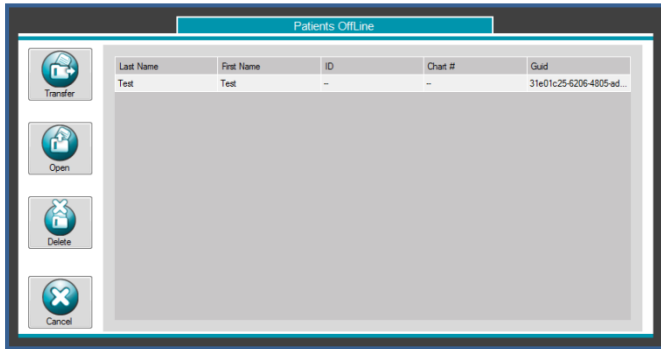 Patients OffLine
Transfer
Open
Delete
Cancel
Last Name First Name ID Chart # Guid
Test Test -- -- 31e01c25-6206-4805-ad...